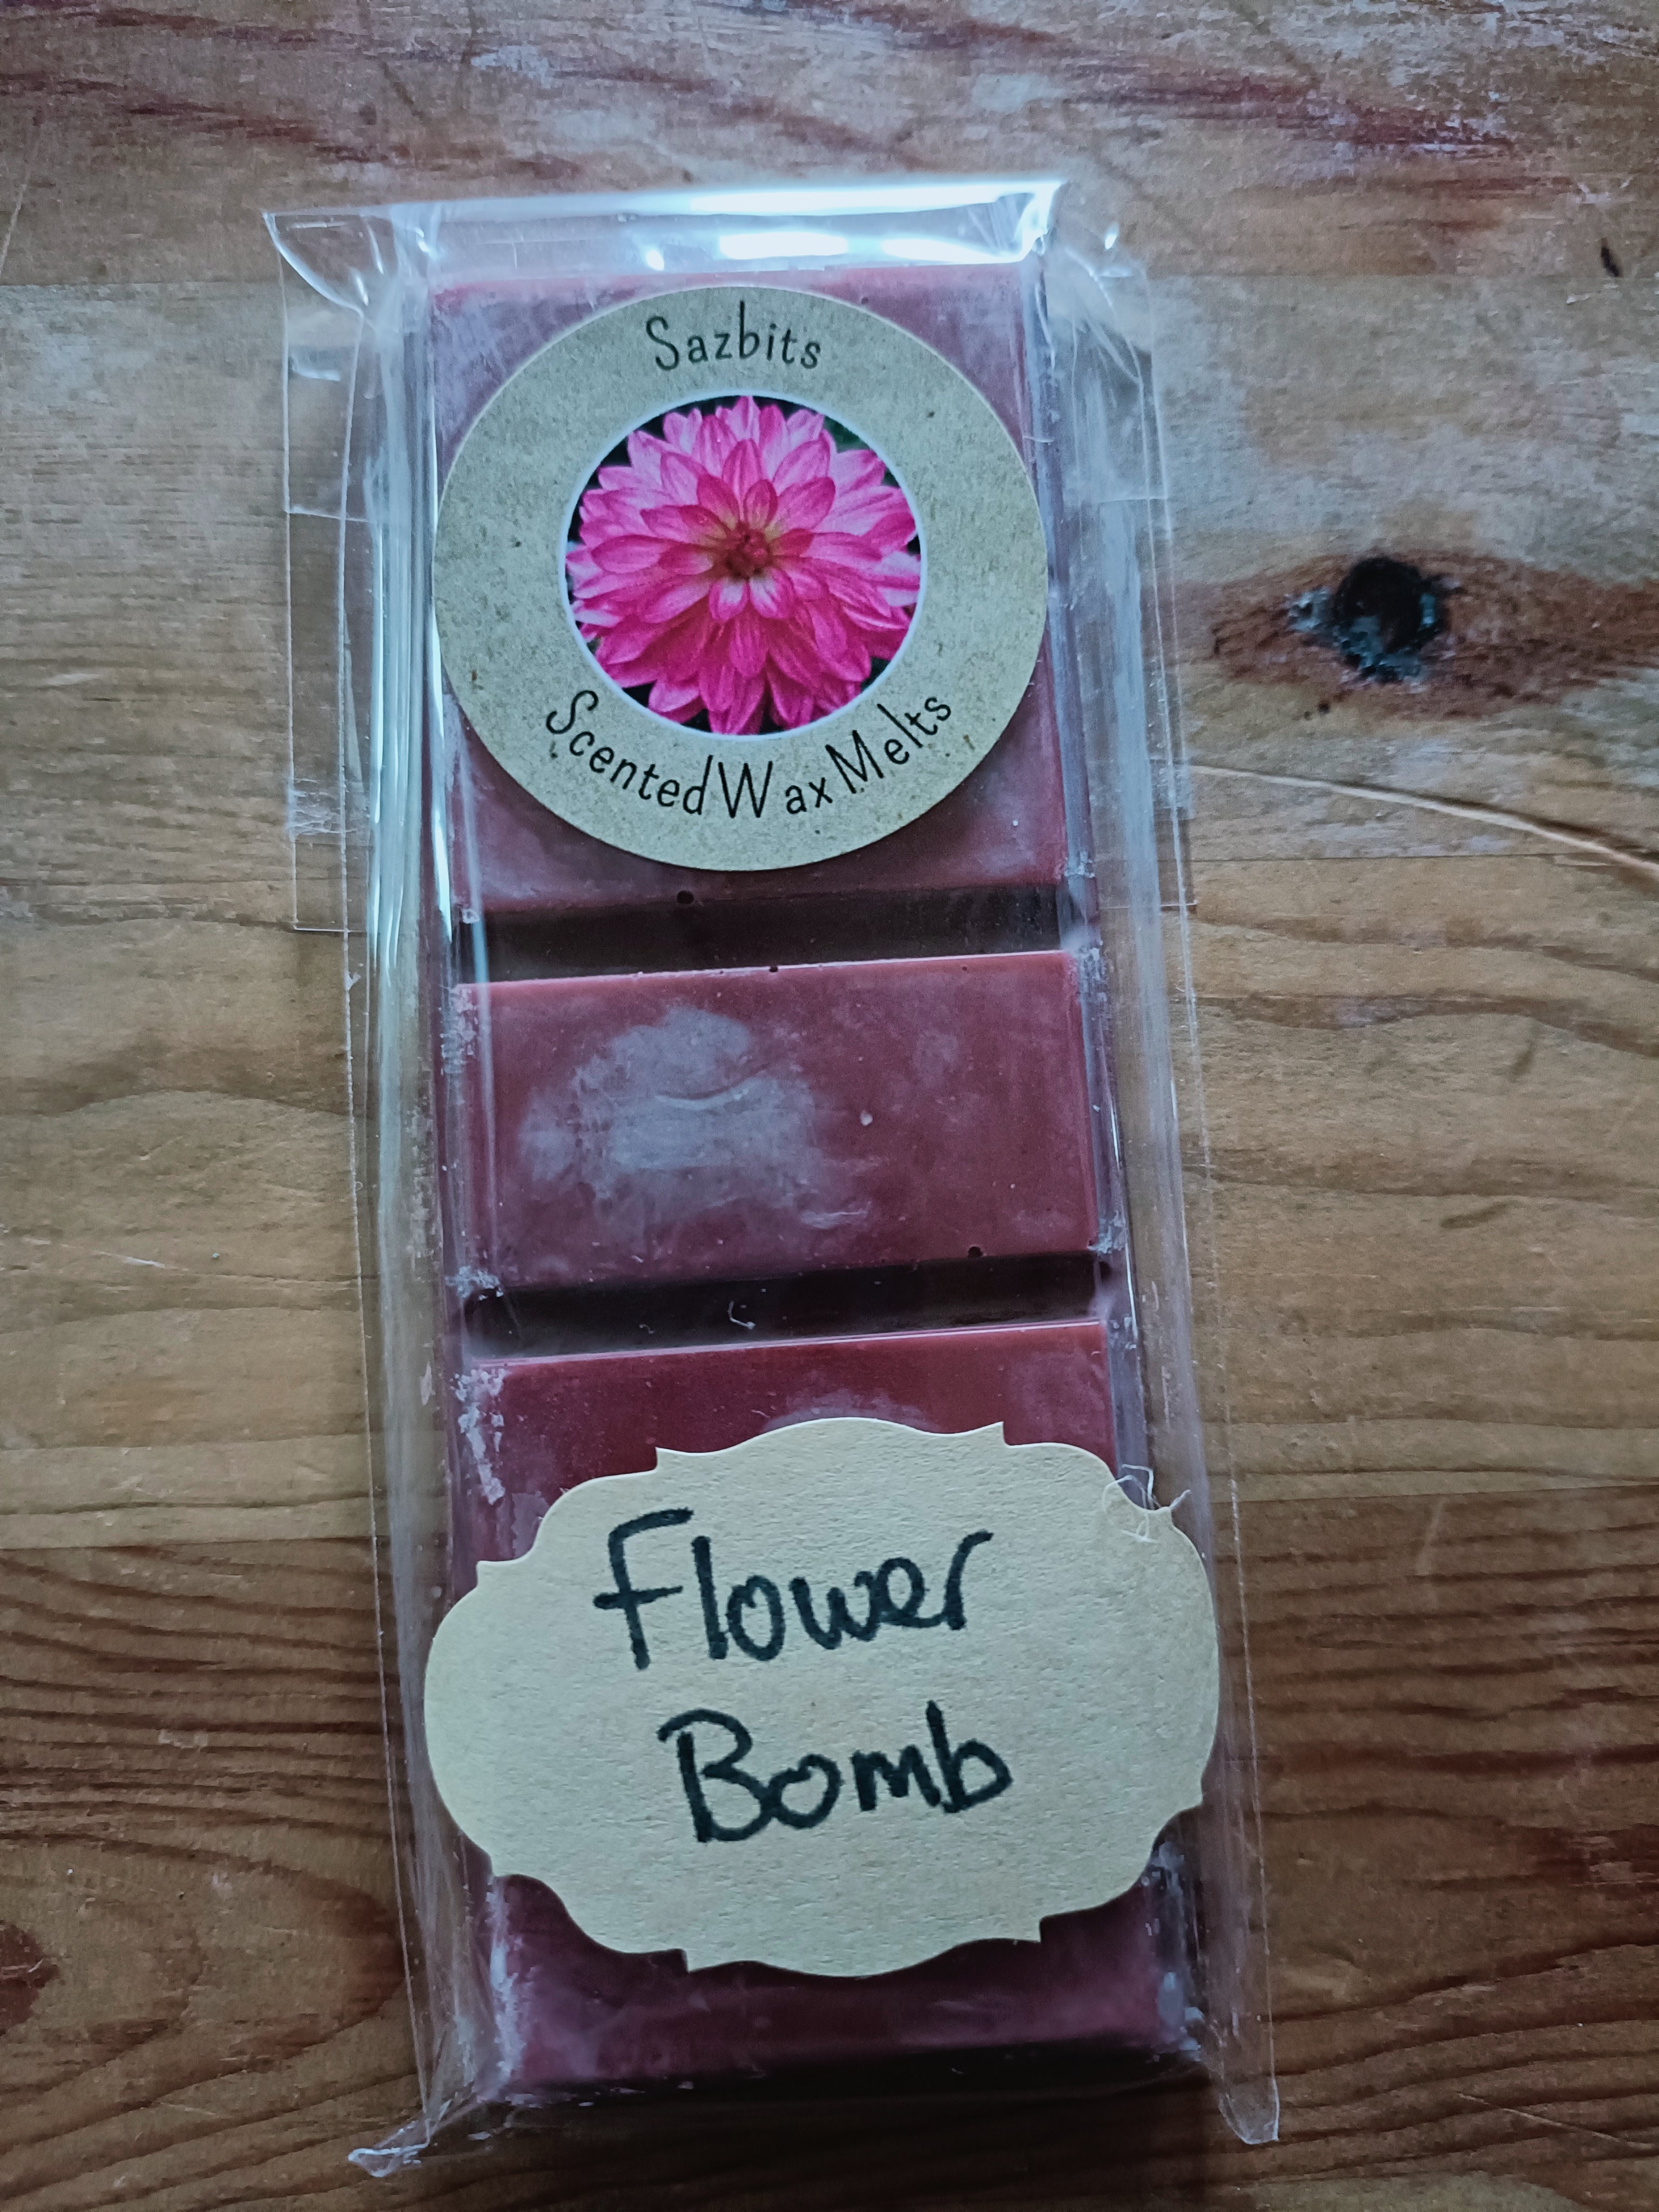 Sazbits
Scented Wax Melts
Flower
Bomb